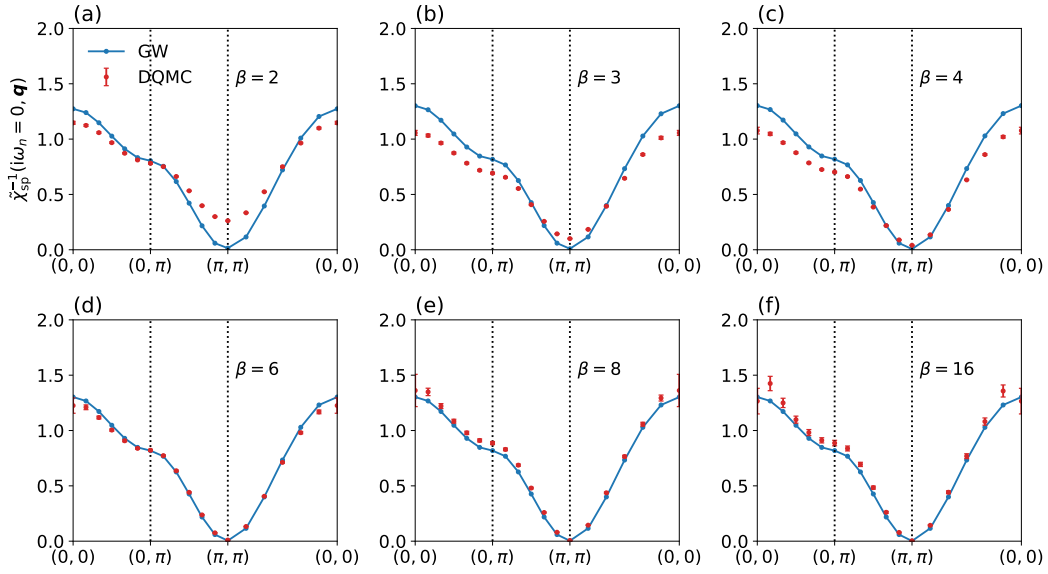 (a) (b) (c)
χ̃⁻¹sp(iωn = 0, q)
2.0 2.0 2.0
GW
DQMC
β = 2 β = 3 β = 4
1.5 1.5 1.5
1.0 1.0 1.0
0.5 0.5 0.5
0.0 0.0 0.0
(0, 0) (0, π) (π, π) (0, 0) (0, 0) (0, π) (π, π) (0, 0) (0, 0) (0, π) (π, π) (0, 0)
(d) (e) (f)
2.0 2.0 2.0
β = 6 β = 8 β = 16
1.5 1.5 1.5
1.0 1.0 1.0
0.5 0.5 0.5
0.0 0.0 0.0
(0, 0) (0, π) (π, π) (0, 0) (0, 0) (0, π) (π, π) (0, 0) (0, 0) (0, π) (π, π) (0, 0)